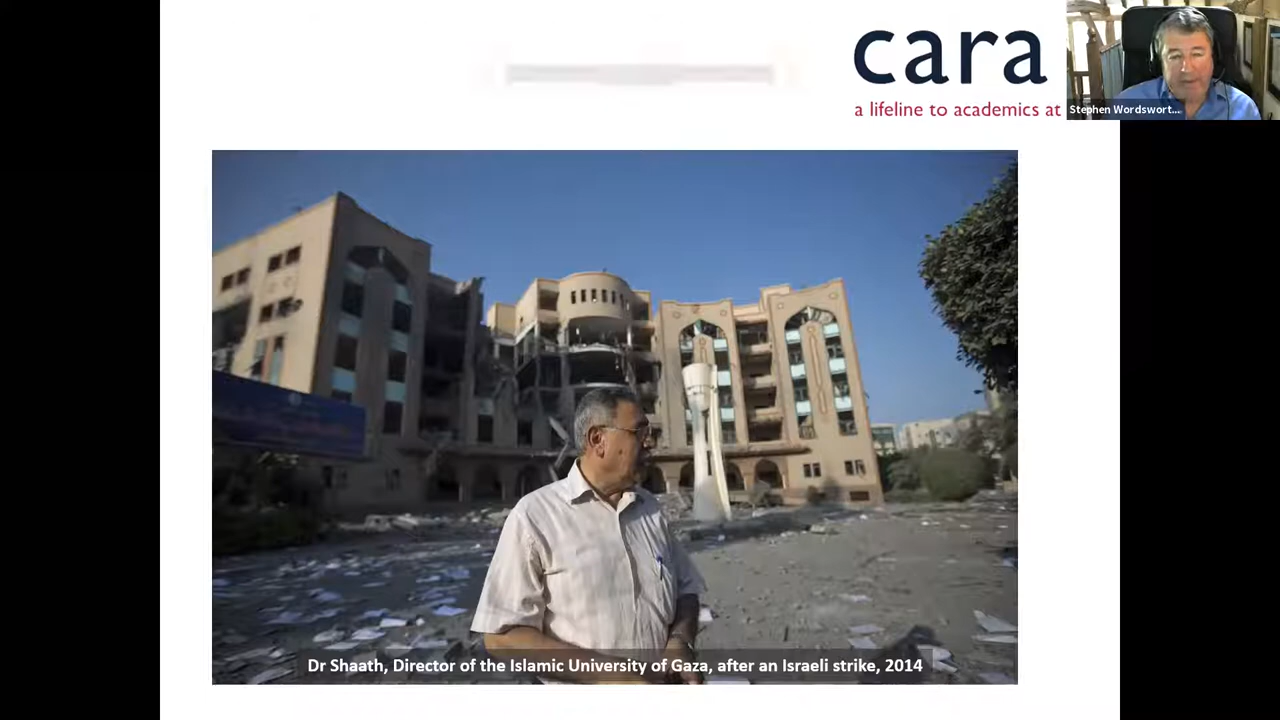 cara
a lifeline to academics at
Stephen Wordswort...
Dr Shaath, Director of the Islamic University of Gaza, after an Israeli strike, 2014